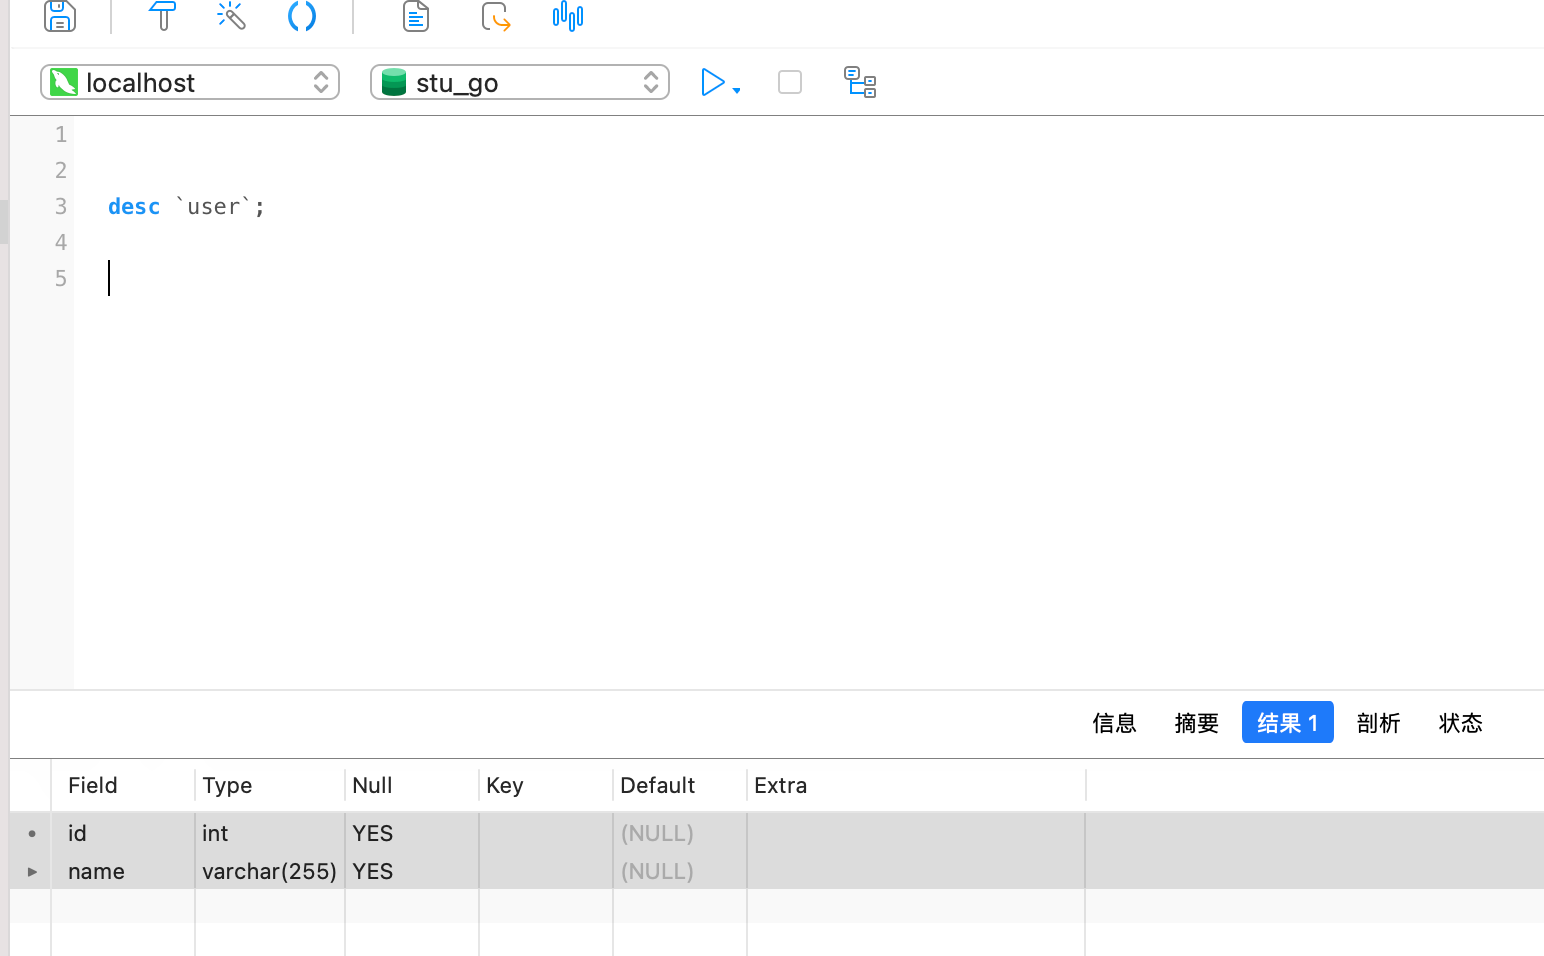 localhost stu_go
1
2
3 desc `user`;
4
5
信息 摘要 结果 1 剖析 状态
Field Type Null Key Default Extra
id int YES (NULL)
name varchar(255) YES (NULL)